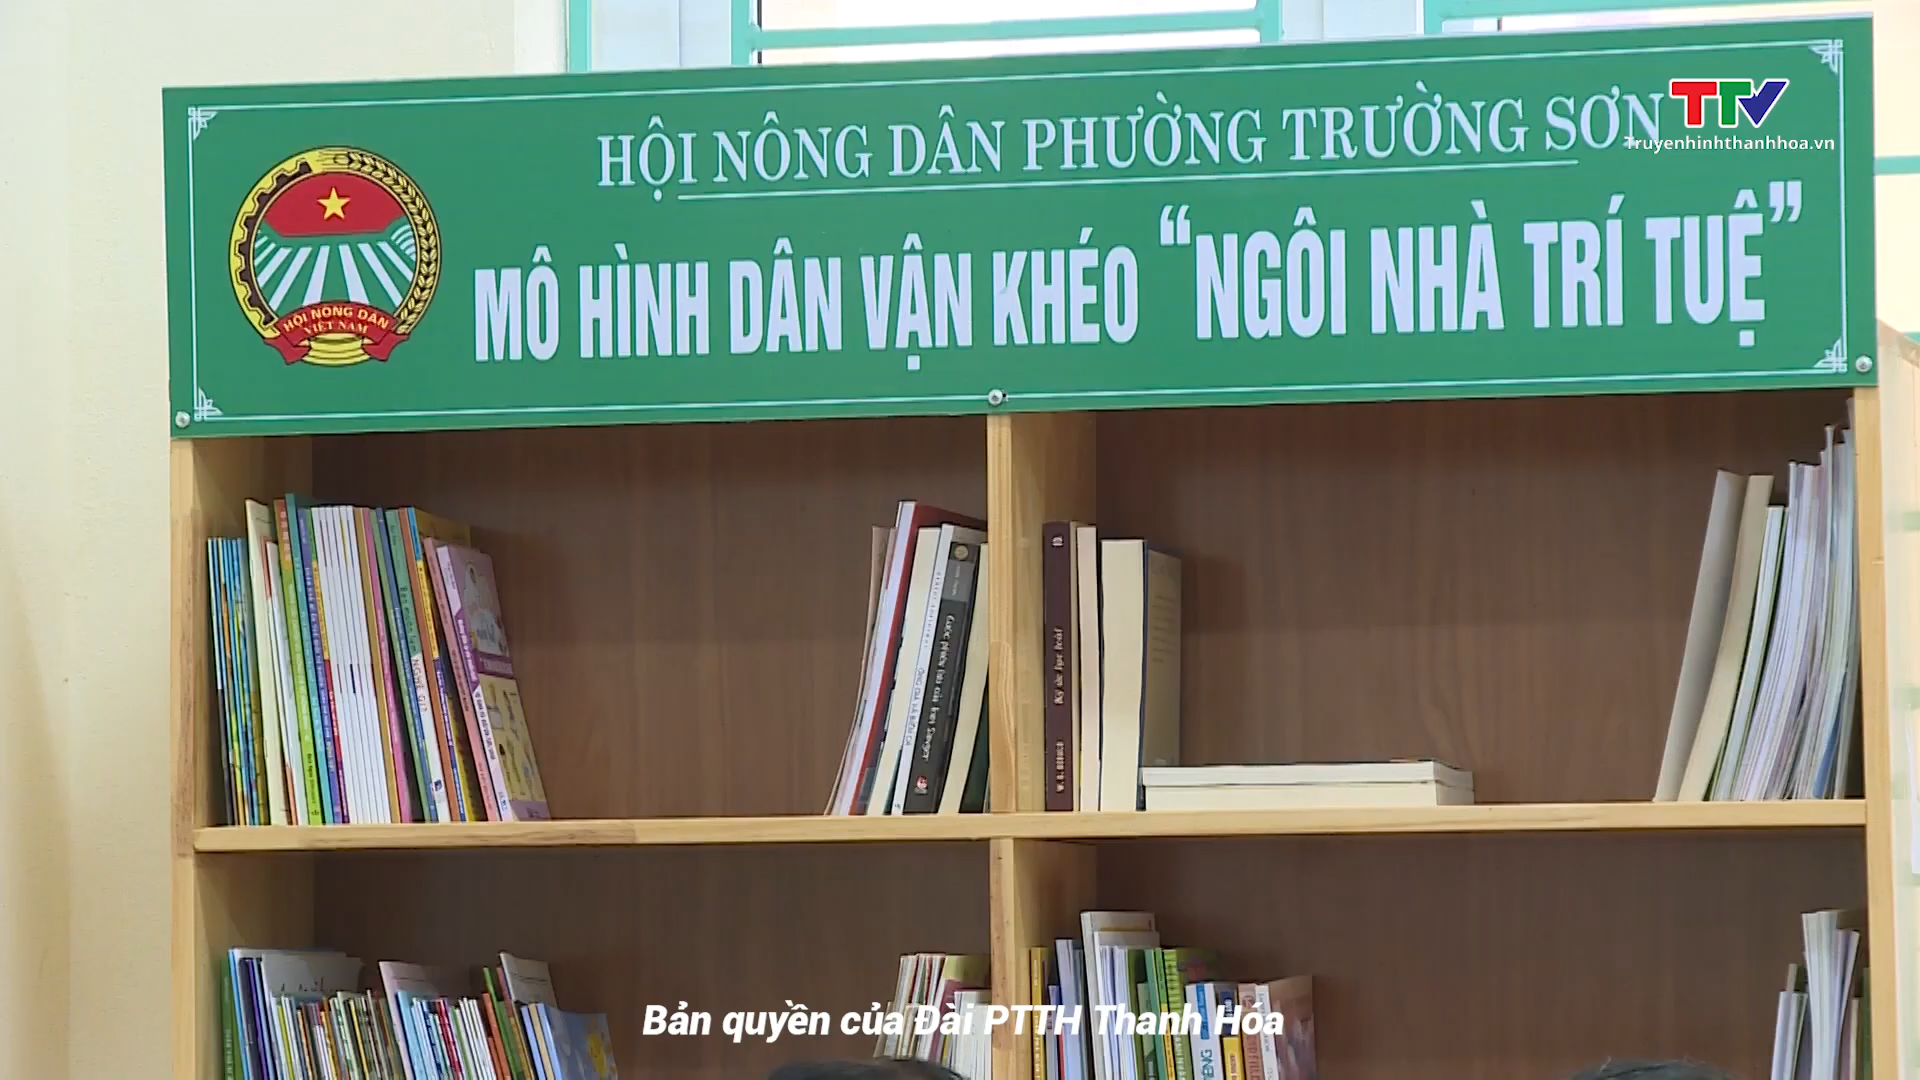 HỘI NÔNG DÂN PHƯỜNG TRƯỜNG SƠN
TTV
Truyenhinhthanhhoa.vn
MÔ HÌNH DÂN VẬN KHÉO “NGÔI NHÀ TRÍ TUỆ”
HỘI NÔNG DÂN
VIỆT NAM
Bản quyền của Đài PTTH Thanh Hóa